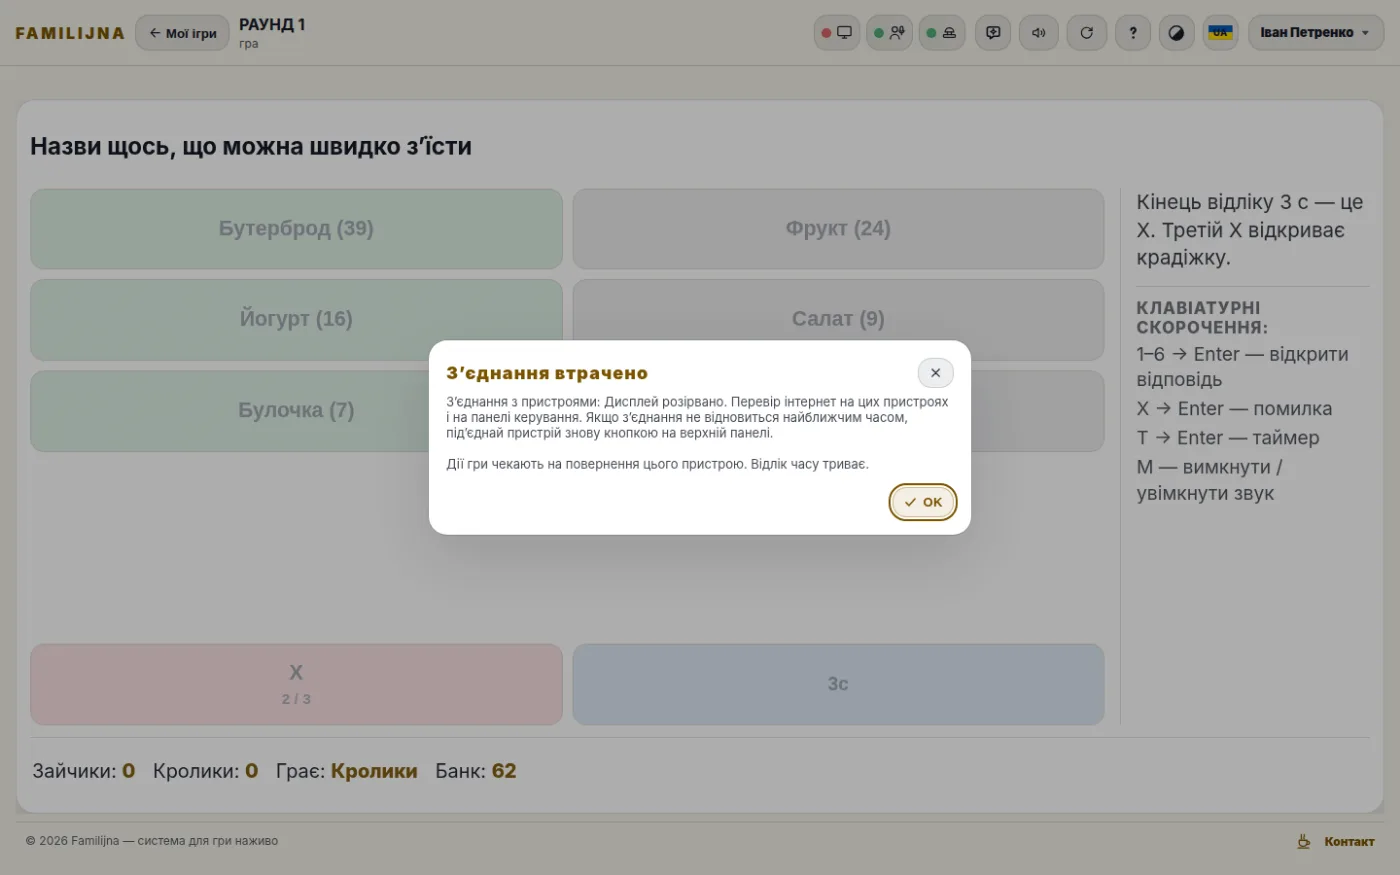 FAMILIJNA
← Мої ігри
РАУНД 1
гра
?
UA
Іван Петренко
Назви щось, що можна швидко з’їсти
Бутерброд (39)
Фрукт (24)
Йогурт (16)
Салат (9)
Булочка (7)
Кінець відліку 3 с — це
X. Третій X відкриває
крадіжку.
КЛАВІАТУРНІ
СКОРОЧЕННЯ:
1–6 → Enter — відкрити
відповідь
X → Enter — помилка
T → Enter — таймер
M — вимкнути /
увімкнути звук
З’єднання втрачено
З’єднання з пристроями: Дисплей розірвано. Перевір інтернет на цих пристроях
і на панелі керування. Якщо з’єднання не відновиться найближчим часом,
під’єднай пристрій знову кнопкою на верхній панелі.
Дії гри чекають на повернення цього пристрою. Відлік часу триває.
OK
X
2 / 3
3с
Зайчики: 0 Кролики: 0 Грає: Кролики Банк: 62
© 2026 Familijna — система для гри наживо
Контакт